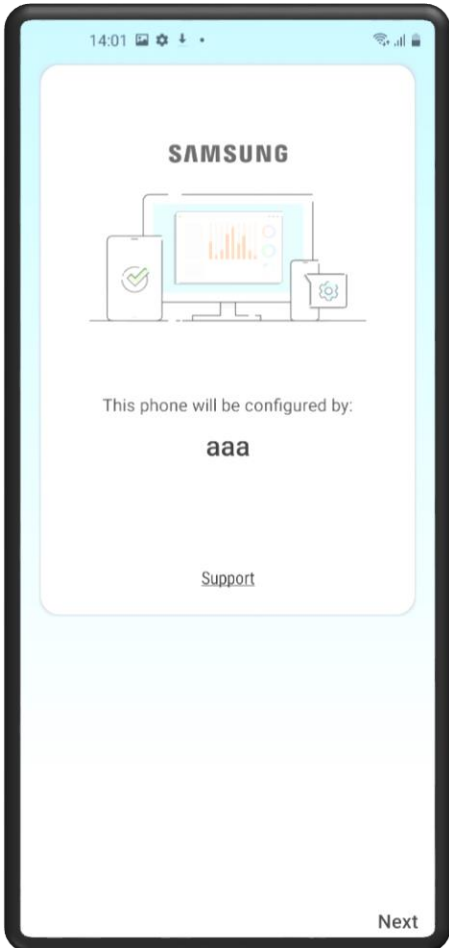 14:01
SAMSUNG
This phone will be configured by:
aaa
Support
Next